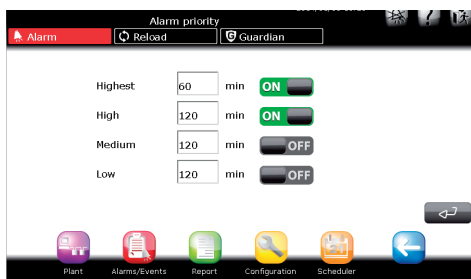 Alarm priority
Alarm Reload Guardian
Highest 60 min ON
High 120 min ON
Medium 120 min OFF
Low 120 min OFF
Plant Alarms/Events Report Configuration Scheduler